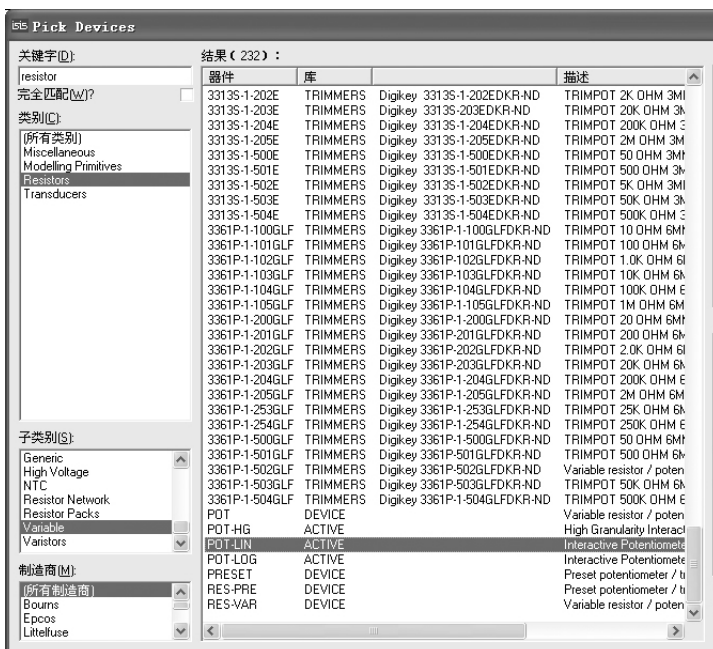 isis Pick Devices
关键字(D):
resistor
完全匹配(W)?
类别(C):
(所有类别)
Miscellaneous
Modelling Primitives
Resistors
Transducers
子类别(S):
Generic
High Voltage
NTC
Resistor Network
Resistor Packs
Variable
Varistors
制造商(M):
(所有制造商)
Bourns
Epcos
Littelfuse
结果(232):
器件 库 描述
3313S-1-202E TRIMMERS Digikey 3313S-1-202EDKR-ND TRIMPOT 2K OHM 3MI
3313S-1-203E TRIMMERS Digikey 3313S-203EDKR-ND TRIMPOT 20K OHM 3M
3313S-1-204E TRIMMERS Digikey 3313S-1-204EDKR-ND TRIMPOT 200K OHM 3
3313S-1-205E TRIMMERS Digikey 3313S-1-205EDKR-ND TRIMPOT 2M OHM 3M
3313S-1-500E TRIMMERS Digikey 3313S-1-500EDKR-ND TRIMPOT 50 OHM 3MM
3313S-1-501E TRIMMERS Digikey 3313S-1-501EDKR-ND TRIMPOT 500 OHM 3M
3313S-1-502E TRIMMERS Digikey 3313S-1-502EDKR-ND TRIMPOT 5K OHM 3MI
3313S-1-503E TRIMMERS Digikey 3313S-1-503EDKR-ND TRIMPOT 50K OHM 3M
3313S-1-504E TRIMMERS Digikey 3313S-1-504EDKR-ND TRIMPOT 500K OHM 3
3361P-1-100GLF TRIMMERS Digikey 3361P-1-100GLFDKR-ND TRIMPOT 10 OHM 6MM
3361P-1-101GLF TRIMMERS Digikey 3361P-101GLFDKR-ND TRIMPOT 100 OHM 6M
3361P-1-102GLF TRIMMERS Digikey 3361P-102GLFDKR-ND TRIMPOT 1.0K OHM 6I
3361P-1-103GLF TRIMMERS Digikey 3361P-103GLFDKR-ND TRIMPOT 10K OHM 6M
3361P-1-104GLF TRIMMERS Digikey 3361P-104GLFDKR-ND TRIMPOT 100K OHM 6
3361P-1-105GLF TRIMMERS Digikey 3361P-1-105GLFDKR-ND TRIMPOT 1M OHM 6M
3361P-1-200GLF TRIMMERS Digikey 3361P-1-200GLFDKR-ND TRIMPOT 20 OHM 6MM
3361P-1-201GLF TRIMMERS Digikey 3361P-201GLFDKR-ND TRIMPOT 200 OHM 6M
3361P-1-202GLF TRIMMERS Digikey 3361P-202GLFDKR-ND TRIMPOT 2.0K OHM 6I
3361P-1-203GLF TRIMMERS Digikey 3361P-203GLFDKR-ND TRIMPOT 20K OHM 6M
3361P-1-204GLF TRIMMERS Digikey 3361P-1-204GLFDKR-ND TRIMPOT 200K OHM 6
3361P-1-205GLF TRIMMERS Digikey 3361P-1-205GLFDKR-ND TRIMPOT 2M OHM 6M
3361P-1-253GLF TRIMMERS Digikey 3361P-1-253GLFDKR-ND TRIMPOT 25K OHM 6M
3361P-1-254GLF TRIMMERS Digikey 3361P-1-254GLFDKR-ND TRIMPOT 250K OHM 6
3361P-1-500GLF TRIMMERS Digikey 3361P-1-500GLFDKR-ND TRIMPOT 50 OHM 6MM
3361P-1-501GLF TRIMMERS Digikey 3361P-501GLFDKR-ND TRIMPOT 500 OHM 6M
3361P-1-502GLF TRIMMERS Digikey 3361P-502GLFDKR-ND Variable resistor / poten
3361P-1-503GLF TRIMMERS Digikey 3361P-503GLFDKR-ND TRIMPOT 50K OHM 6M
3361P-1-504GLF TRIMMERS Digikey 3361P-1-504GLFDKR-ND TRIMPOT 500K OHM 6
POT DEVICE Variable resistor / poten
POT-HG ACTIVE High Granularity Interact
POT-LIN ACTIVE Interactive Potentiomete
POT-LOG ACTIVE Interactive Potentiomete
PRESET DEVICE Preset potentiometer / tr
RES-PRE DEVICE Preset potentiometer / tr
RES-VAR DEVICE Variable resistor / poten